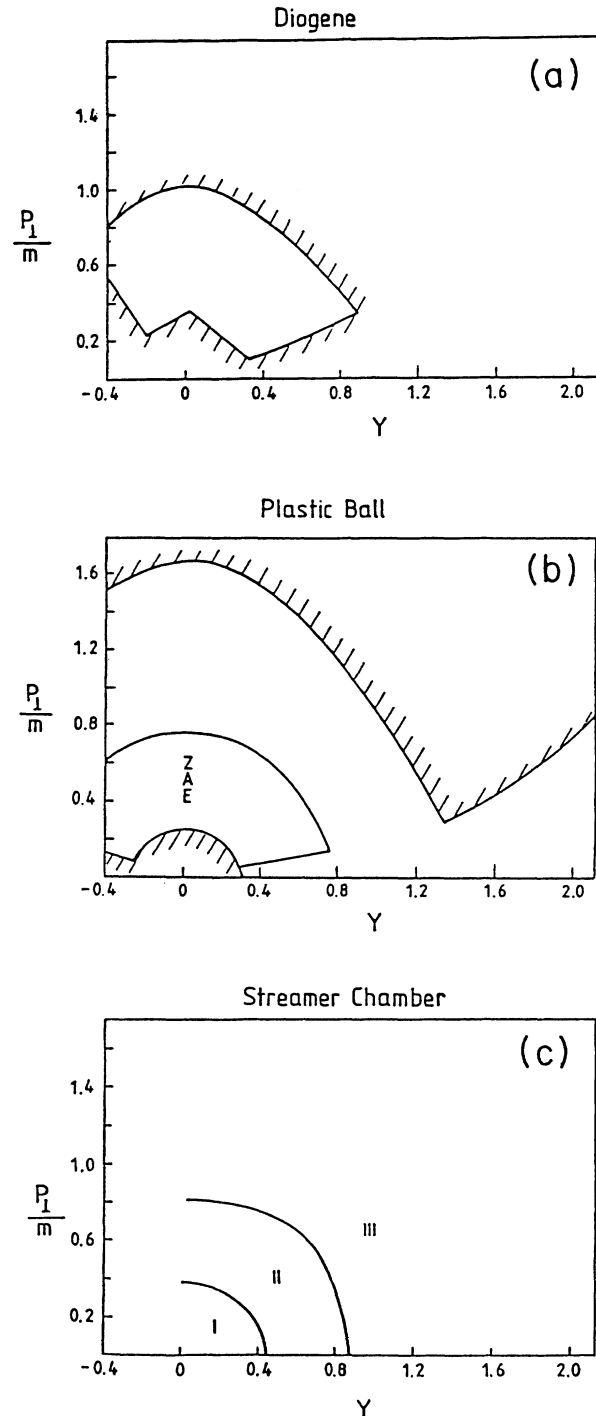 Diogene
(a)
1.4
1.0
0.6
0.2
P⊥/m
-0.4 0 0.4 0.8 1.2 1.6 2.0
Y
Plastic Ball
(b)
1.6
1.2
0.8
0.4
P⊥/m
Z
A
E
-0.4 0 0.4 0.8 1.2 1.6 2.0
Y
Streamer Chamber
(c)
1.4
1.0
0.6
0.2
P⊥/m
III
II
I
-0.4 0 0.4 0.8 1.2 1.6 2.0
Y